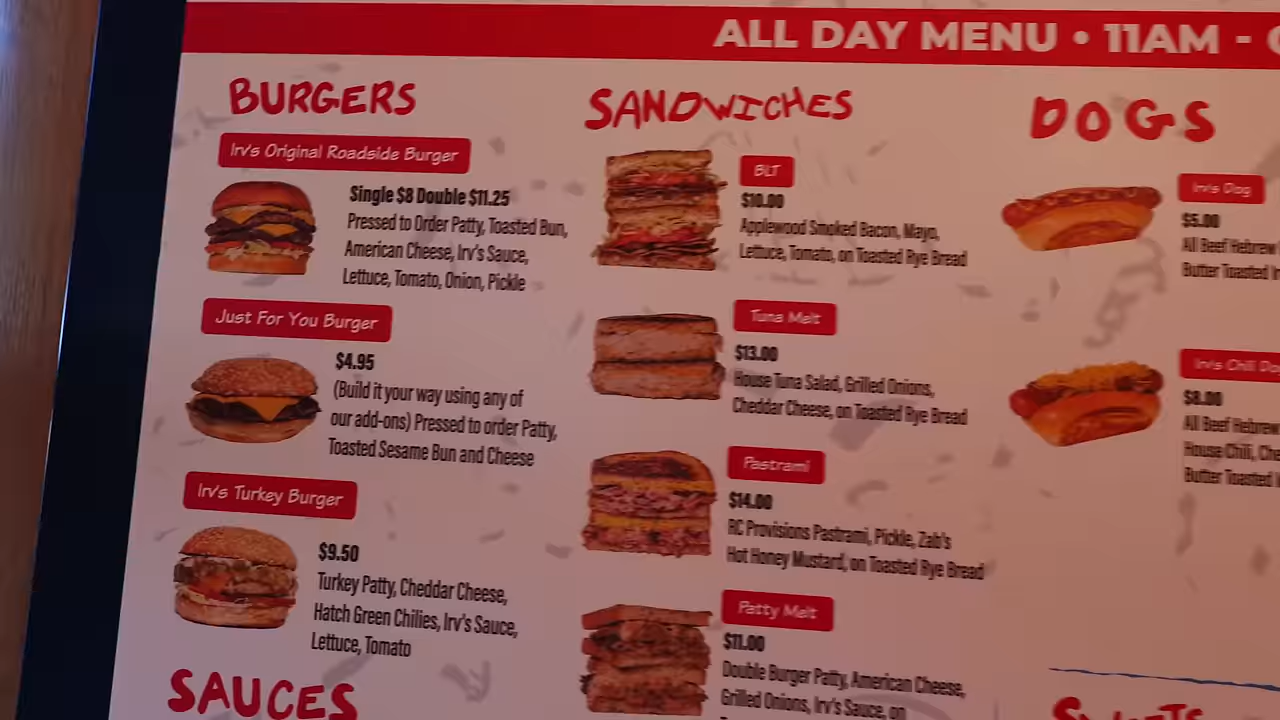 ALL DAY MENU • 11AM -
BURGERS
Irv's Original Roadside Burger
Single $8 Double $11.25
Pressed to Order Patty, Toasted Bun,
American Cheese, Irv's Sauce,
Lettuce, Tomato, Onion, Pickle
Just For You Burger
$4.95
(Build it your way using any of
our add-ons) Pressed to order Patty,
Toasted Sesame Bun and Cheese
Irv's Turkey Burger
$9.50
Turkey Patty, Cheddar Cheese,
Hatch Green Chilies, Irv's Sauce,
Lettuce, Tomato
SAUCES
SANDWICHES
BLT
$10.00
Applewood Smoked Bacon, Mayo,
Lettuce, Tomato, on Toasted Rye Bread
Tuna Melt
$13.00
House Tuna Salad, Grilled Onions,
Cheddar Cheese, on Toasted Rye Bread
Pastrami
$14.00
RC Provisions Pastrami, Pickle, Zab's
Hot Honey Mustard, on Toasted Rye Bread
Patty Melt
$11.00
Double Burger Patty, American Cheese,
Grilled Onions, Irv's Sauce, on
DOGS
Irv's Dog
$5.00
All Beef Hebrew
Butter Toasted
Irv's Chili
$8.00
All Beef Hebrew
House Chili,
Butter Toasted
SWEETS